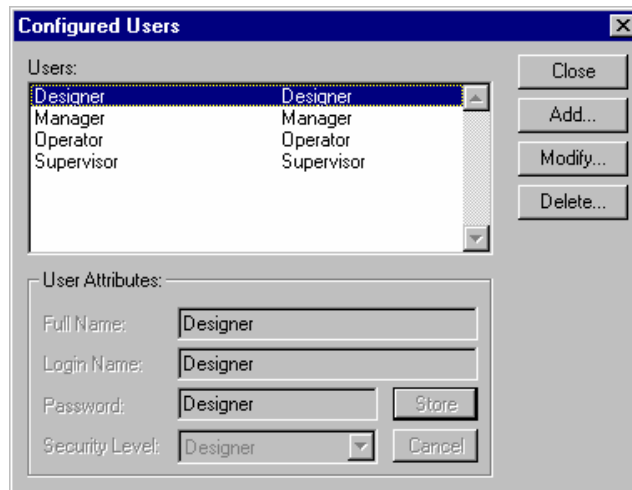 Configured Users
Users:
Designer Designer
Manager Manager
Operator Operator
Supervisor Supervisor
Close
Add...
Modify...
Delete...
User Attributes:
Full Name: Designer
Login Name: Designer
Password: Designer Store
Security Level: Designer Cancel